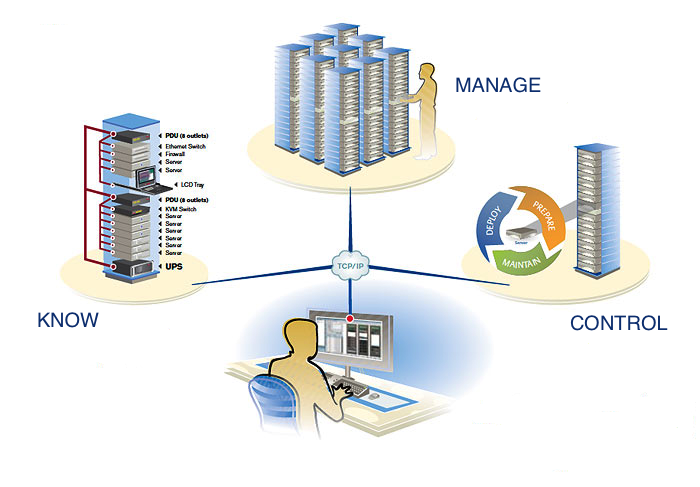 MANAGE
PDU (8 outlets)
Ethernet Switch
Firewall
Server
Server
LCD Tray
PDU (8 outlets)
KVM Switch
Server
Server
Server
Server
Server
Server
UPS
KNOW
DEPLOY
PREPARE
Server
MAINTAIN
CONTROL
TCP/IP